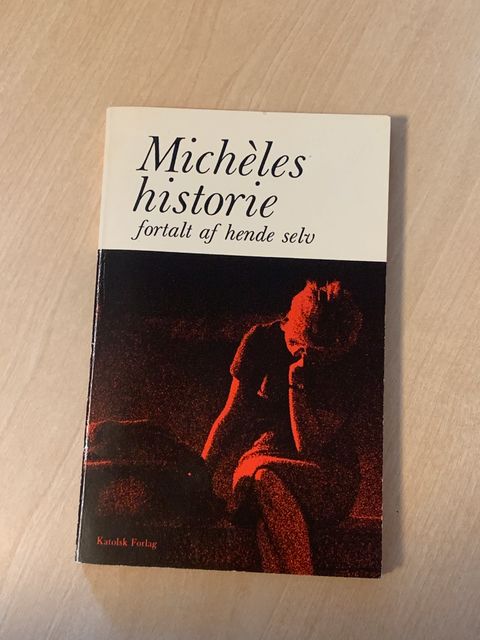 Michèles
historie
fortalt af hende selv
Katolsk Forlag